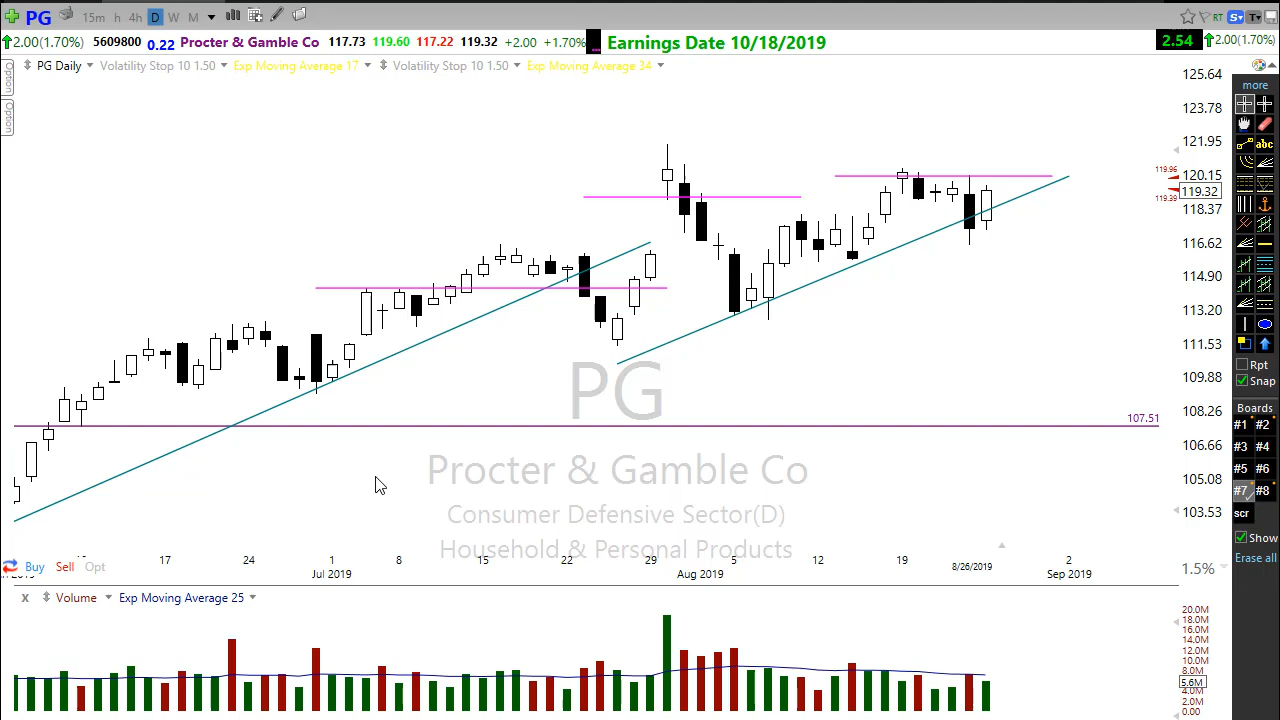 PG 15m h 4h D W M RT S T
2.00(1.70%) 5609800 0.22 Procter & Gamble Co 117.73 119.60 117.22 119.32 +2.00 +1.70% Earnings Date 10/18/2019 2.54 2.00(1.70%)
PG Daily Volatility Stop 10 1.50 Exp Moving Average 17 Volatility Stop 10 1.50 Exp Moving Average 34
Option
Option
125.64
123.78
121.95
119.96
120.15
119.32
119.39
118.37
116.62
114.90
113.20
111.53
109.88
108.26
107.51
106.66
105.08
103.53
PG
Procter & Gamble Co
Consumer Defensive Sector(D)
Household & Personal Products
17 24 1 8 15 22 29 5 12 19 8/26/2019 2
Jul 2019 Aug 2019 Sep 2019
Buy Sell Opt
1.5%
x Volume Exp Moving Average 25
20.0M
18.0M
16.0M
14.0M
12.0M
10.0M
8.0M
5.6M
4.0M
2.00M
0.00
more
abc
Rpt
Snap
Boards
#1 #2
#3 #4
#5 #6
#7 #8
scr
Show
Erase all